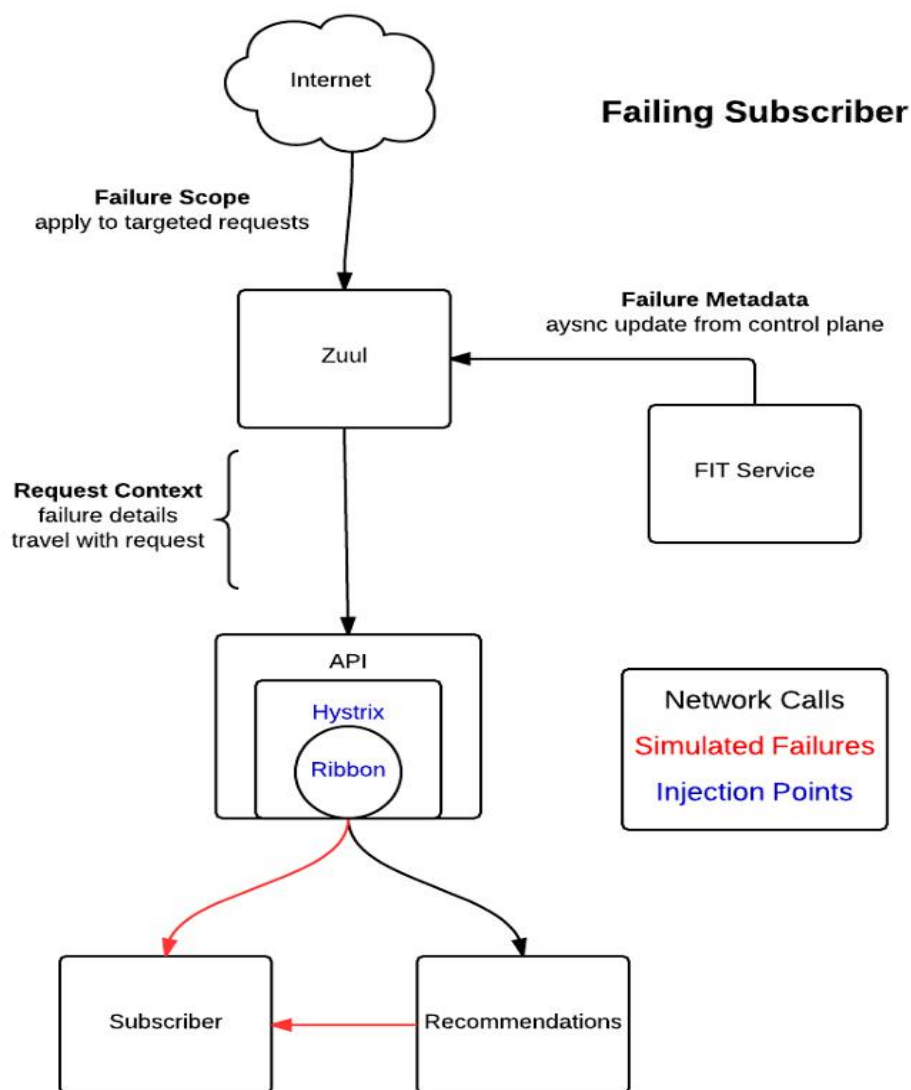 Internet
Failing Subscriber
Failure Scope
apply to targeted requests
Failure Metadata
aysnc update from control plane
Zuul
FIT Service
Request Context
failure details
travel with request
API
Hystrix
Ribbon
Network Calls
Simulated Failures
Injection Points
Subscriber
Recommendations